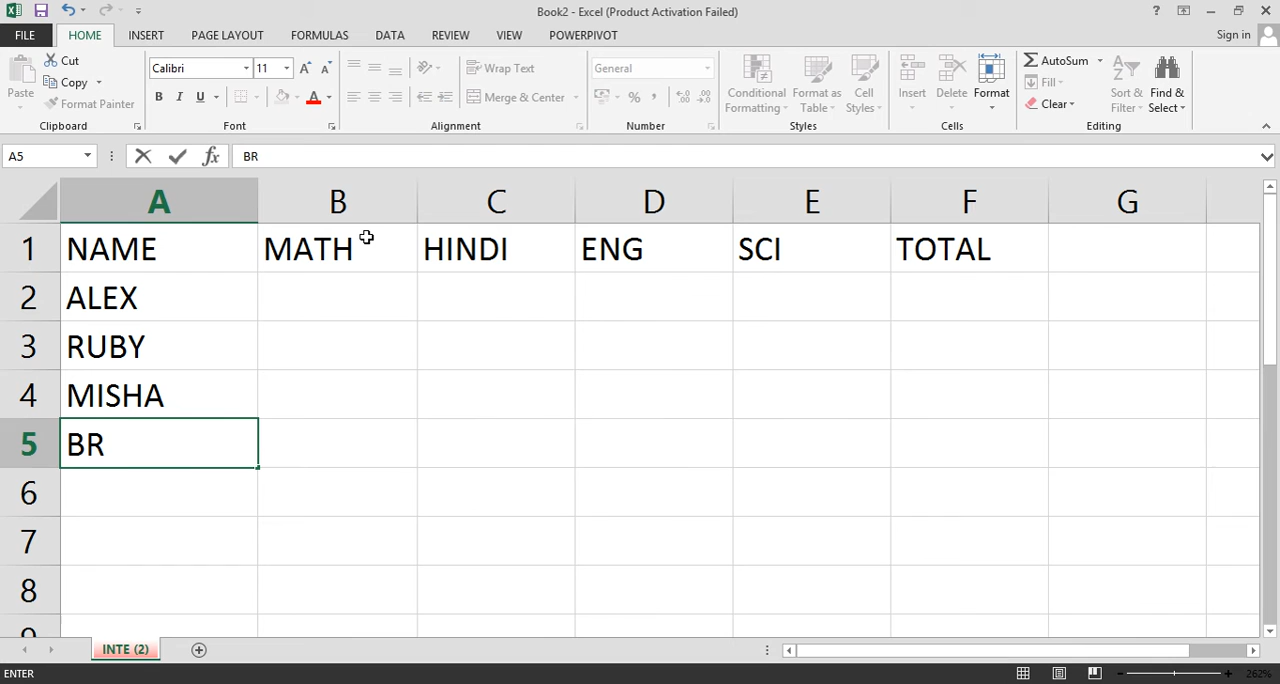 Book2 - Excel (Product Activation Failed)
?
FILE HOME INSERT PAGE LAYOUT FORMULAS DATA REVIEW VIEW POWERPIVOT Sign in
Paste
Cut
Copy
Format Painter
Clipboard
Calibri 11
B I U
Font
Wrap Text
Merge & Center
Alignment
General
%
Number
Conditional Formatting
Format as Table
Cell Styles
Styles
Insert Delete Format
Cells
AutoSum
Fill
Clear
Sort & Filter
Find & Select
Editing
A5 fx BR
A B C D E F G
1 NAME MATH HINDI ENG SCI TOTAL
2 ALEX
3 RUBY
4 MISHA
5 BR
6
7
8
9
INTE (2)
ENTER 262%